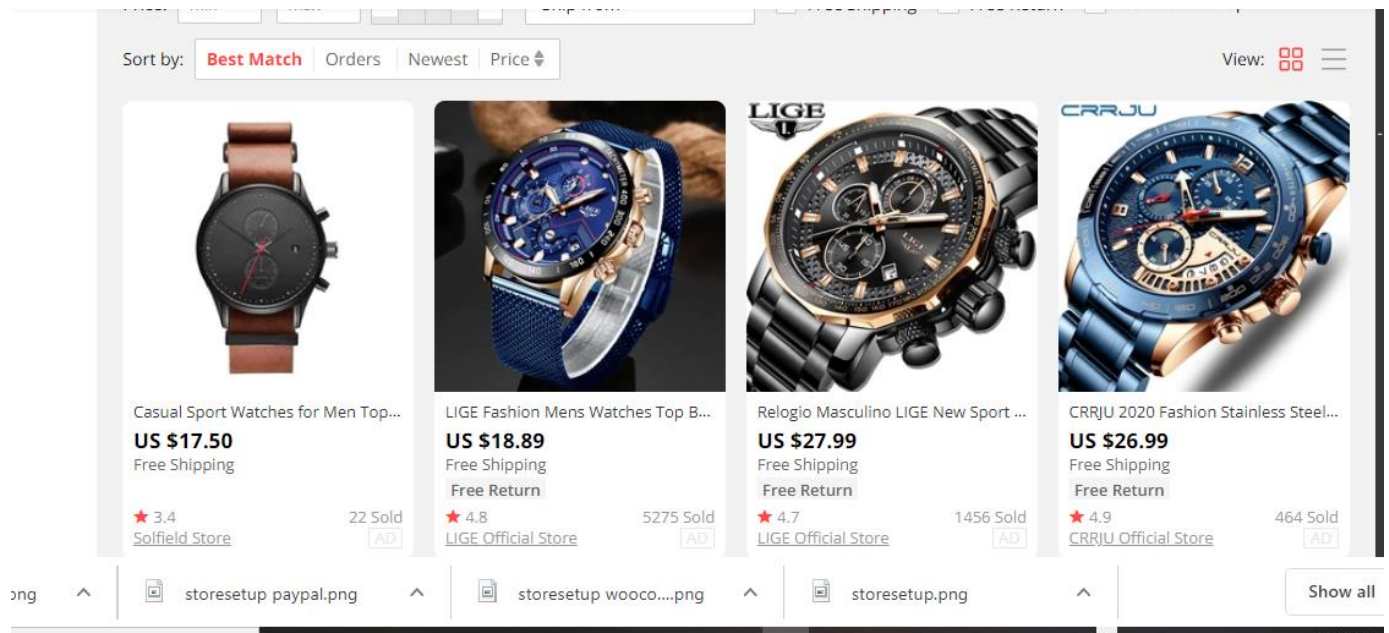 Sort by: Best Match Orders Newest Price View:
LIGE
L
CRRJU
Casual Sport Watches for Men Top...
US $17.50
Free Shipping
3.4 22 Sold
Solfield Store AD
LIGE Fashion Mens Watches Top B...
US $18.89
Free Shipping
Free Return
4.8 5275 Sold
LIGE Official Store AD
Relogio Masculino LIGE New Sport ...
US $27.99
Free Shipping
Free Return
4.7 1456 Sold
LIGE Official Store AD
CRRJU 2020 Fashion Stainless Steel...
US $26.99
Free Shipping
Free Return
4.9 464 Sold
CRRJU Official Store AD
ong storesetup paypal.png storesetup wooco....png storesetup.png Show all